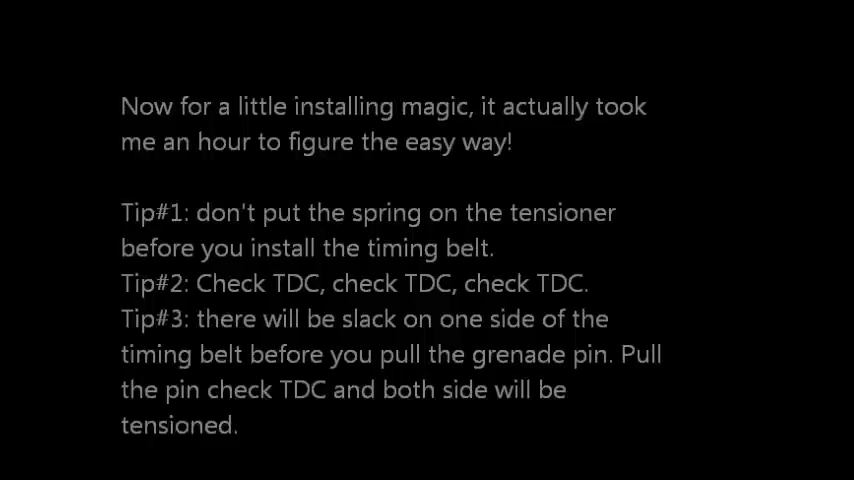 Now for a little installing magic, it actually took
me an hour to figure the easy way!
Tip#1: don't put the spring on the tensioner
before you install the timing belt.
Tip#2: Check TDC, check TDC, check TDC.
Tip#3: there will be slack on one side of the
timing belt before you pull the grenade pin. Pull
the pin check TDC and both side will be
tensioned.